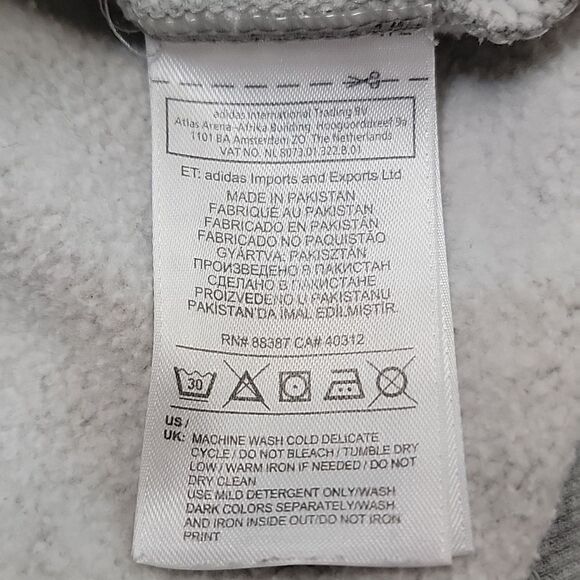 adidas International Trading BV
Atlas Arena-Afrika Building, Hoogoorddreef 9a
1101 BA Amsterdam ZO, The Netherlands
VAT NO. NL 8073.01.322.B.01
ET: adidas Imports and Exports Ltd
MADE IN PAKISTAN
FABRIQUÉ AU PAKISTAN
FABRICADO EN PAKISTÁN
FABRICADO NO PAQUISTÃO
GYÁRTVA: PAKISZTÁN
ПРОИЗВЕДЕНО В ПАКИСТАН
СДЕЛАНО В ПАКИСТАНЕ
PROIZVEDENO U PAKISTANU
PAKİSTAN'DA İMAL EDİLMİŞTİR.
RN# 88387 CA# 40312
30
US /
UK: MACHINE WASH COLD DELICATE
CYCLE / DO NOT BLEACH / TUMBLE DRY
LOW / WARM IRON IF NEEDED / DO NOT
DRY CLEAN
USE MILD DETERGENT ONLY/WASH
DARK COLORS SEPARATELY/WASH
AND IRON INSIDE OUT/DO NOT IRON
PRINT